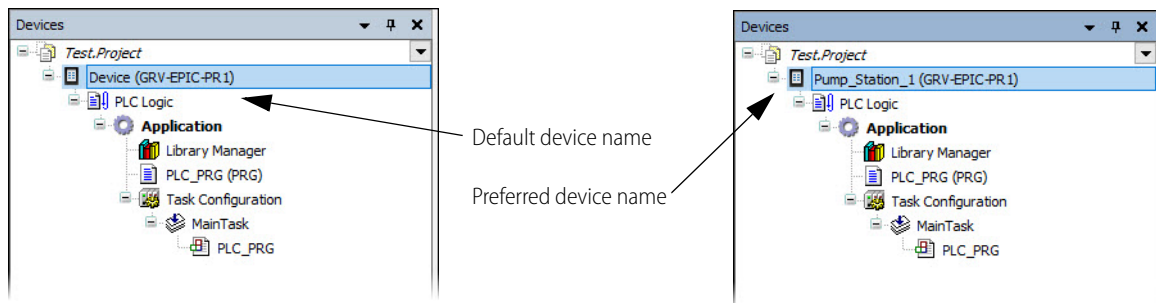 Devices
Test.Project
Device (GRV-EPIC-PR1)
PLC Logic
Application
Library Manager
PLC_PRG (PRG)
Task Configuration
MainTask
PLC_PRG
Default device name
Preferred device name
Devices
Test.Project
Pump_Station_1 (GRV-EPIC-PR1)
PLC Logic
Application
Library Manager
PLC_PRG (PRG)
Task Configuration
MainTask
PLC_PRG